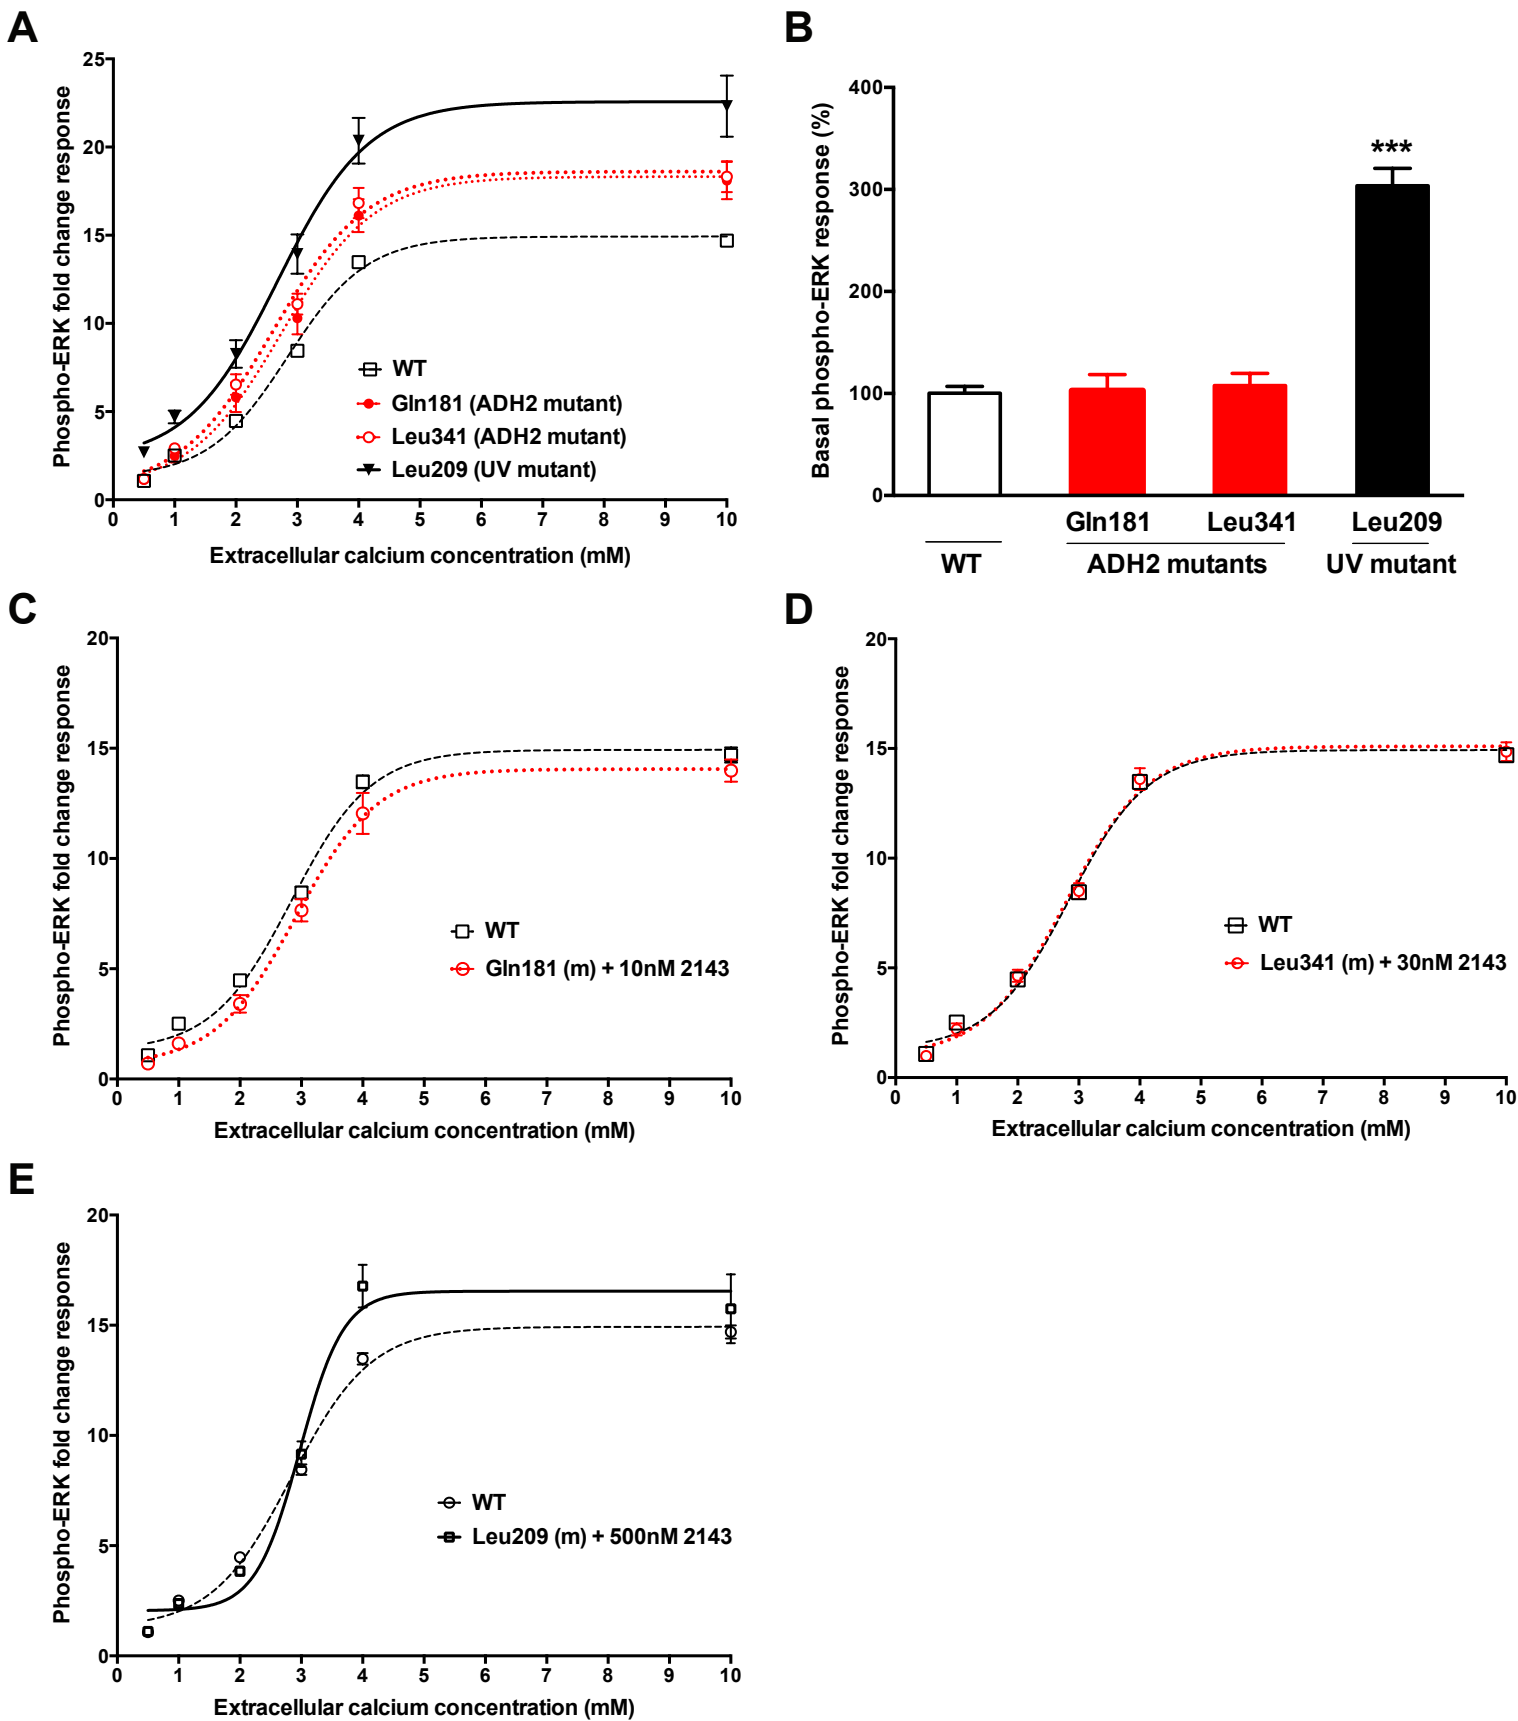 A
Phospho-ERK fold change response
25
20
15
10
5
0
0 1 2 3 4 5 6 7 8 9 10
Extracellular calcium concentration (mM)
WT
Gln181 (ADH2 mutant)
Leu341 (ADH2 mutant)
Leu209 (UV mutant)
B
Basal phospho-ERK response (%)
400
300
200
100
0
***
Gln181 Leu341 Leu209
WT ADH2 mutants UV mutant
C
Phospho-ERK fold change response
20
15
10
5
0
0 1 2 3 4 5 6 7 8 9 10
Extracellular calcium concentration (mM)
WT
Gln181 (m) + 10nM 2143
D
Phospho-ERK fold change response
20
15
10
5
0
0 1 2 3 4 5 6 7 8 9 10
Extracellular calcium concentration (mM)
WT
Leu341 (m) + 30nM 2143
E
Phospho-ERK fold change response
20
15
10
5
0
0 1 2 3 4 5 6 7 8 9 10
Extracellular calcium concentration (mM)
WT
Leu209 (m) + 500nM 2143